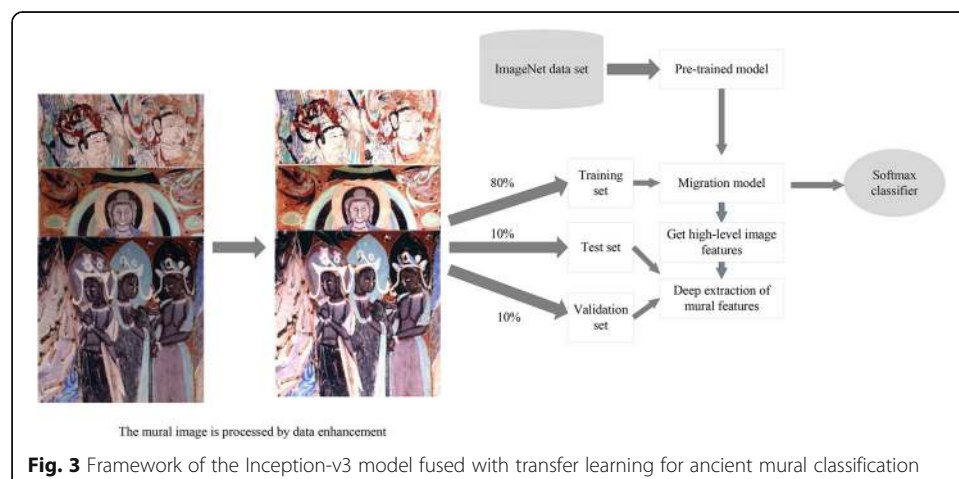 ImageNet data set
Pre-trained model
80%
Training
set
Migration model
Softmax
classifier
10%
Test set
Get high-level image
features
10%
Validation
set
Deep extraction of
mural features
The mural image is processed by data enhancement
Fig. 3 Framework of the Inception-v3 model fused with transfer learning for ancient mural classification